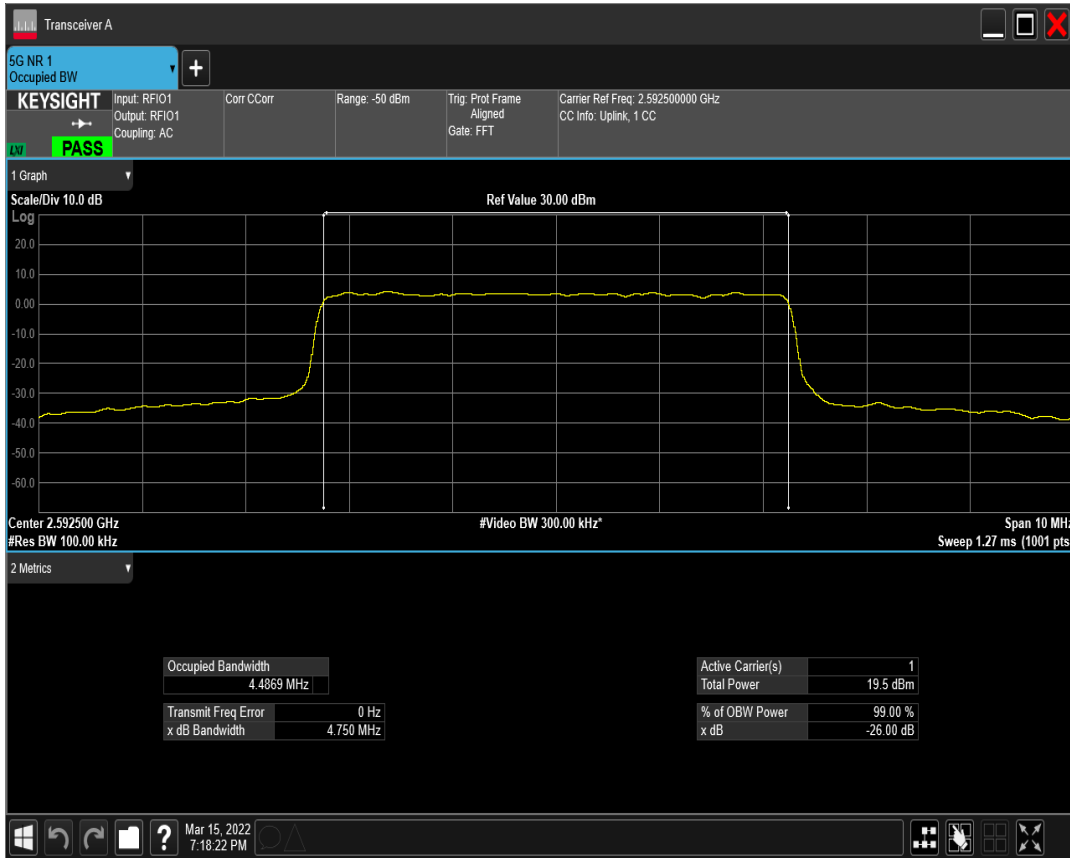 Transceiver A
5G NR 1
Occupied BW
KEYSIGHT
Input: RFIO1
Output: RFIO1
Coupling: AC
Corr CCorr
Range: -50 dBm
Trig: Prot Frame
Aligned
Gate: FFT
Carrier Ref Freq: 2.592500000 GHz
CC Info: Uplink, 1 CC
LXI
PASS
1 Graph
Scale/Div 10.0 dB
Ref Value 30.00 dBm
Log
20.0
10.0
0.00
-10.0
-20.0
-30.0
-40.0
-50.0
-60.0
Center 2.592500 GHz
#Video BW 300.00 kHz*
Span 10 MHz
#Res BW 100.00 kHz
Sweep 1.27 ms (1001 pts
2 Metrics
Occupied Bandwidth
4.4869 MHz
Transmit Freq Error 0 Hz
x dB Bandwidth 4.750 MHz
Active Carrier(s) 1
Total Power 19.5 dBm
% of OBW Power 99.00 %
x dB -26.00 dB
Mar 15, 2022
7:18:22 PM